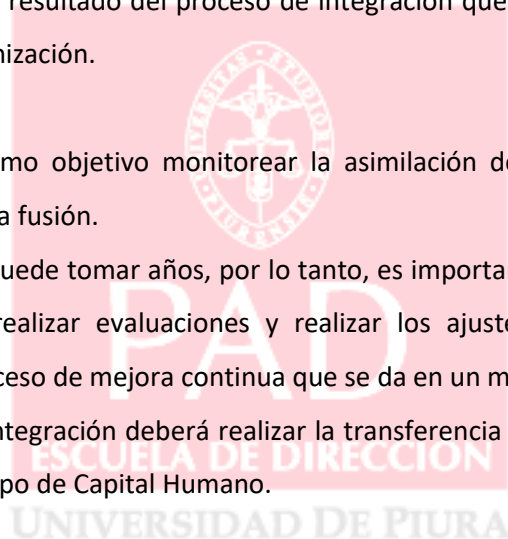 resultado del proceso de integración que
nización.
mo objetivo monitorear la asimilación de
a fusión.
uede tomar años, por lo tanto, es importan
realizar evaluaciones y realizar los ajuste
ceso de mejora continua que se da en un m
ntegración deberá realizar la transferencia
po de Capital Humano.
PAD
ESCUELA DE DIRECCIÓN
UNIVERSIDAD DE PIURA